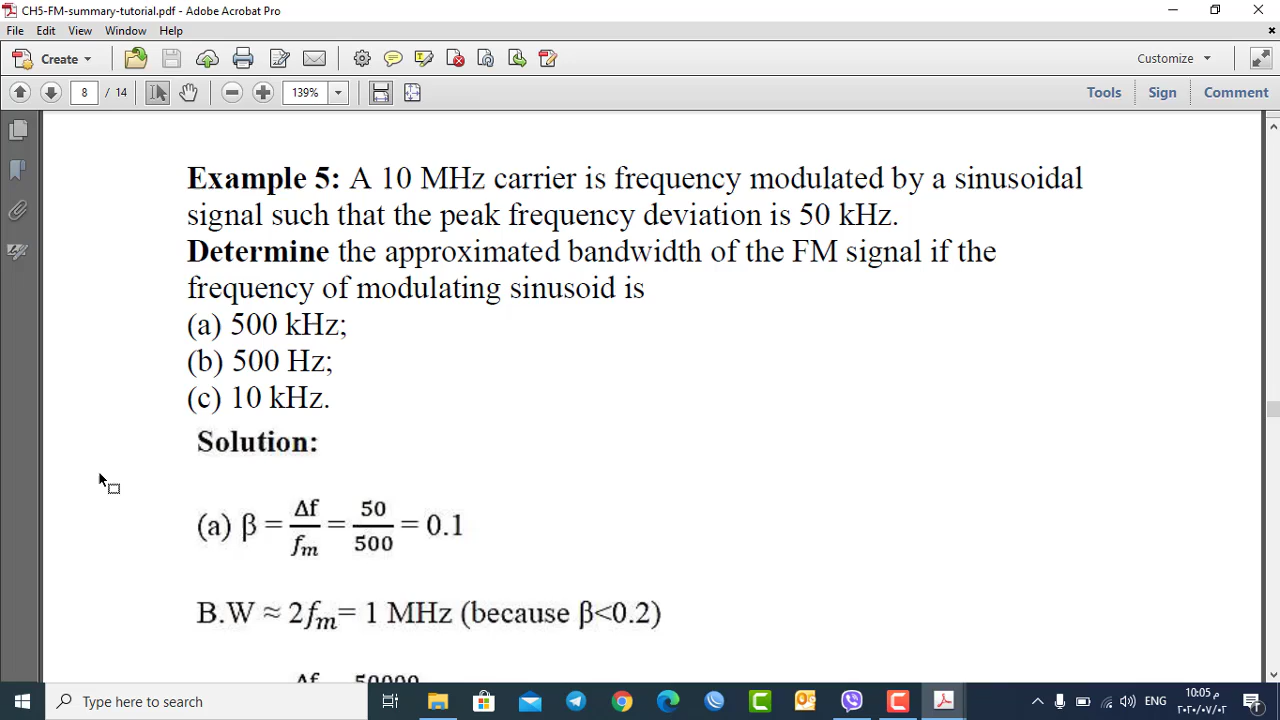 CH5-FM-summary-tutorial.pdf - Adobe Acrobat Pro
File Edit View Window Help
Create Customize
8 / 14 139% Tools Sign Comment
Example 5: A 10 MHz carrier is frequency modulated by a sinusoidal
signal such that the peak frequency deviation is 50 kHz.
Determine the approximated bandwidth of the FM signal if the
frequency of modulating sinusoid is
(a) 500 kHz;
(b) 500 Hz;
(c) 10 kHz.
Solution:
(a) β = Δf/fₘ = 50/500 = 0.1
B.W ≈ 2fₘ= 1 MHz (because β<0.2)
Δf 50000
Type here to search ENG 10:05 م